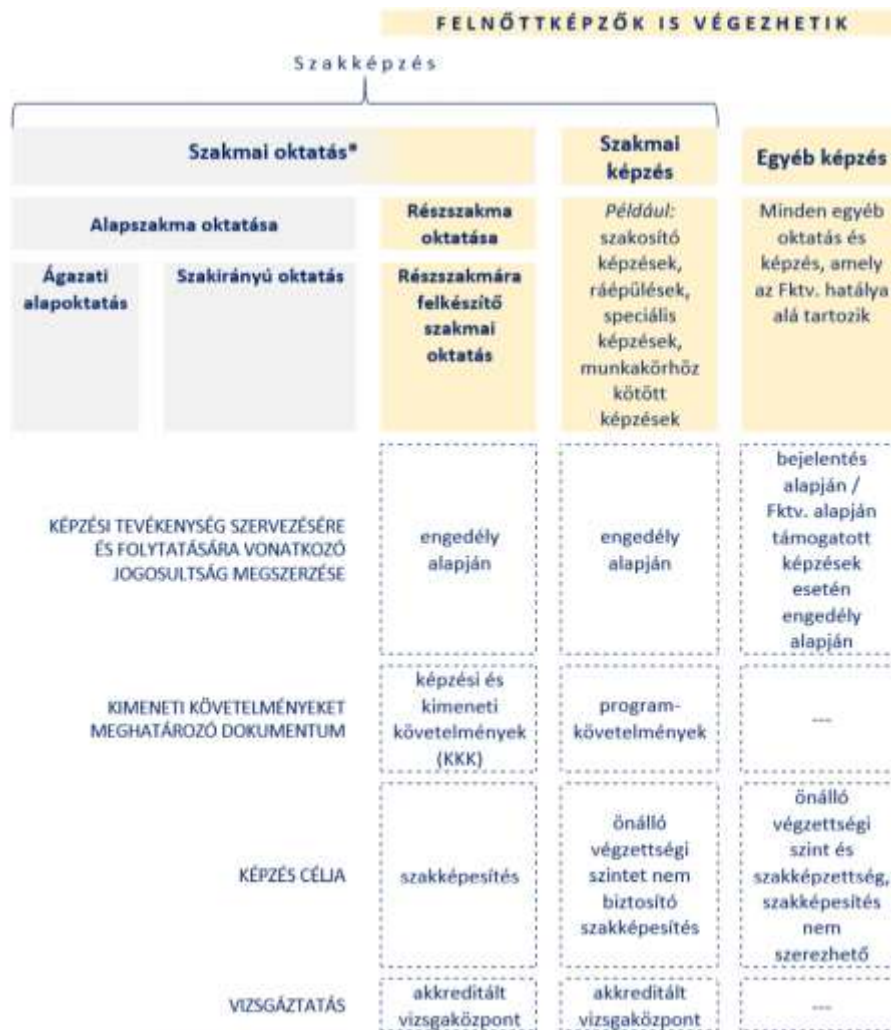 FELNŐTTKÉPZŐK IS VÉGEZHETIK
Szakképzés
Szakmai oktatás*
Szakmai
képzés
Egyéb képzés
Alapszakma oktatása
Részszakma
oktatása
Például:
szakosító
képzések,
ráépülések,
speciális
képzések,
munkakörhöz
kötött
képzések
Minden egyéb
oktatás és
képzés, amely
az Fktv. hatálya
alá tartozik
Ágazati
alapoktatás
Szakirányú oktatás
Részszakmára
felkészítő
szakmai
oktatás
KÉPZÉSI TEVÉKENYSÉG SZERVEZÉSÉRE
ÉS FOLYTATÁSÁRA VONATKOZÓ
JOGOSULTSÁG MEGSZERZÉSE
engedély
alapján
engedély
alapján
bejelentés
alapján /
Fktv. alapján
támogatott
képzések
esetén
engedély
alapján
KIMENETI KÖVETELMÉNYEKET
MEGHATÁROZÓ DOKUMENTUM
képzési és
kimeneti
követelmények
(KKK)
program-
követelmények
---
KÉPZÉS CÉLJA
szakképesítés
önálló
végzettségi
szintet nem
biztosító
szakképesítés
önálló
végzettségi
szint és
szakképzettség,
szakképesítés
nem
szerezhető
VIZSGÁZTATÁS
akkreditált
vizsgaközpont
akkreditált
vizsgaközpont
---